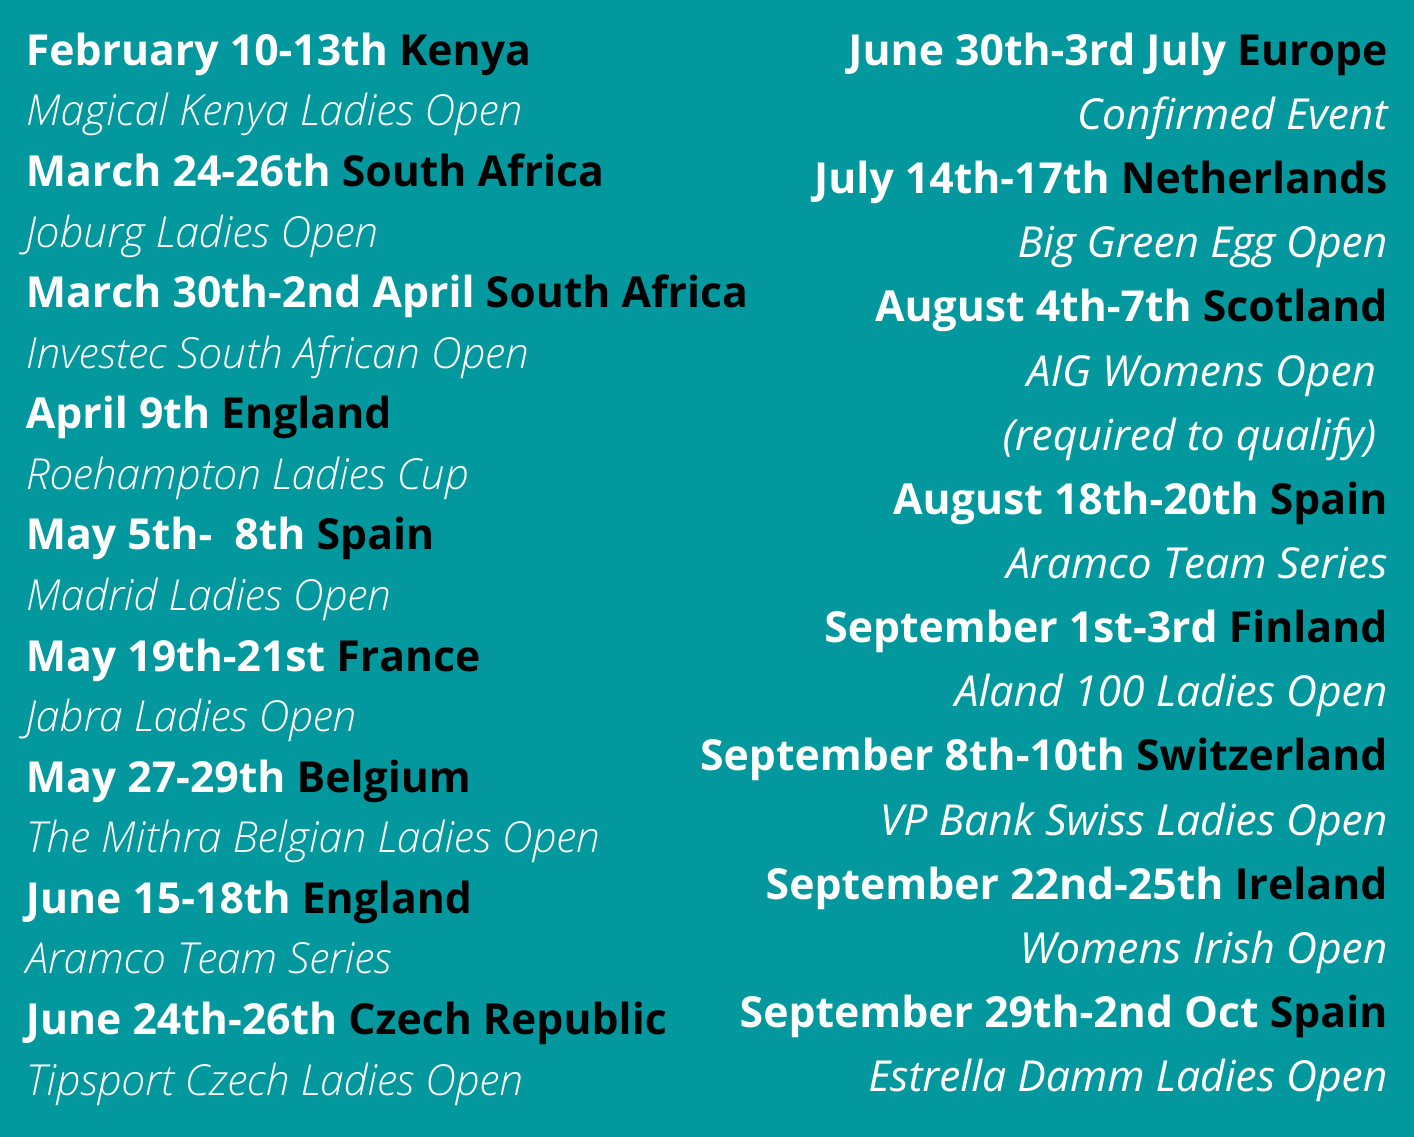 February 10-13th Kenya
Magical Kenya Ladies Open
March 24-26th South Africa
Joburg Ladies Open
March 30th-2nd April South Africa
Investec South African Open
April 9th England
Roehampton Ladies Cup
May 5th-  8th Spain
Madrid Ladies Open
May 19th-21st France
Jabra Ladies Open
May 27-29th Belgium
The Mithra Belgian Ladies Open
June 15-18th England
Aramco Team Series
June 24th-26th Czech Republic
Tipsport Czech Ladies Open
June 30th-3rd July Europe
Confirmed Event
July 14th-17th Netherlands
Big Green Egg Open
August 4th-7th Scotland
AIG Womens Open
(required to qualify)
August 18th-20th Spain
Aramco Team Series
September 1st-3rd Finland
Aland 100 Ladies Open
September 8th-10th Switzerland
VP Bank Swiss Ladies Open
September 22nd-25th Ireland
Womens Irish Open
September 29th-2nd Oct Spain
Estrella Damm Ladies Open